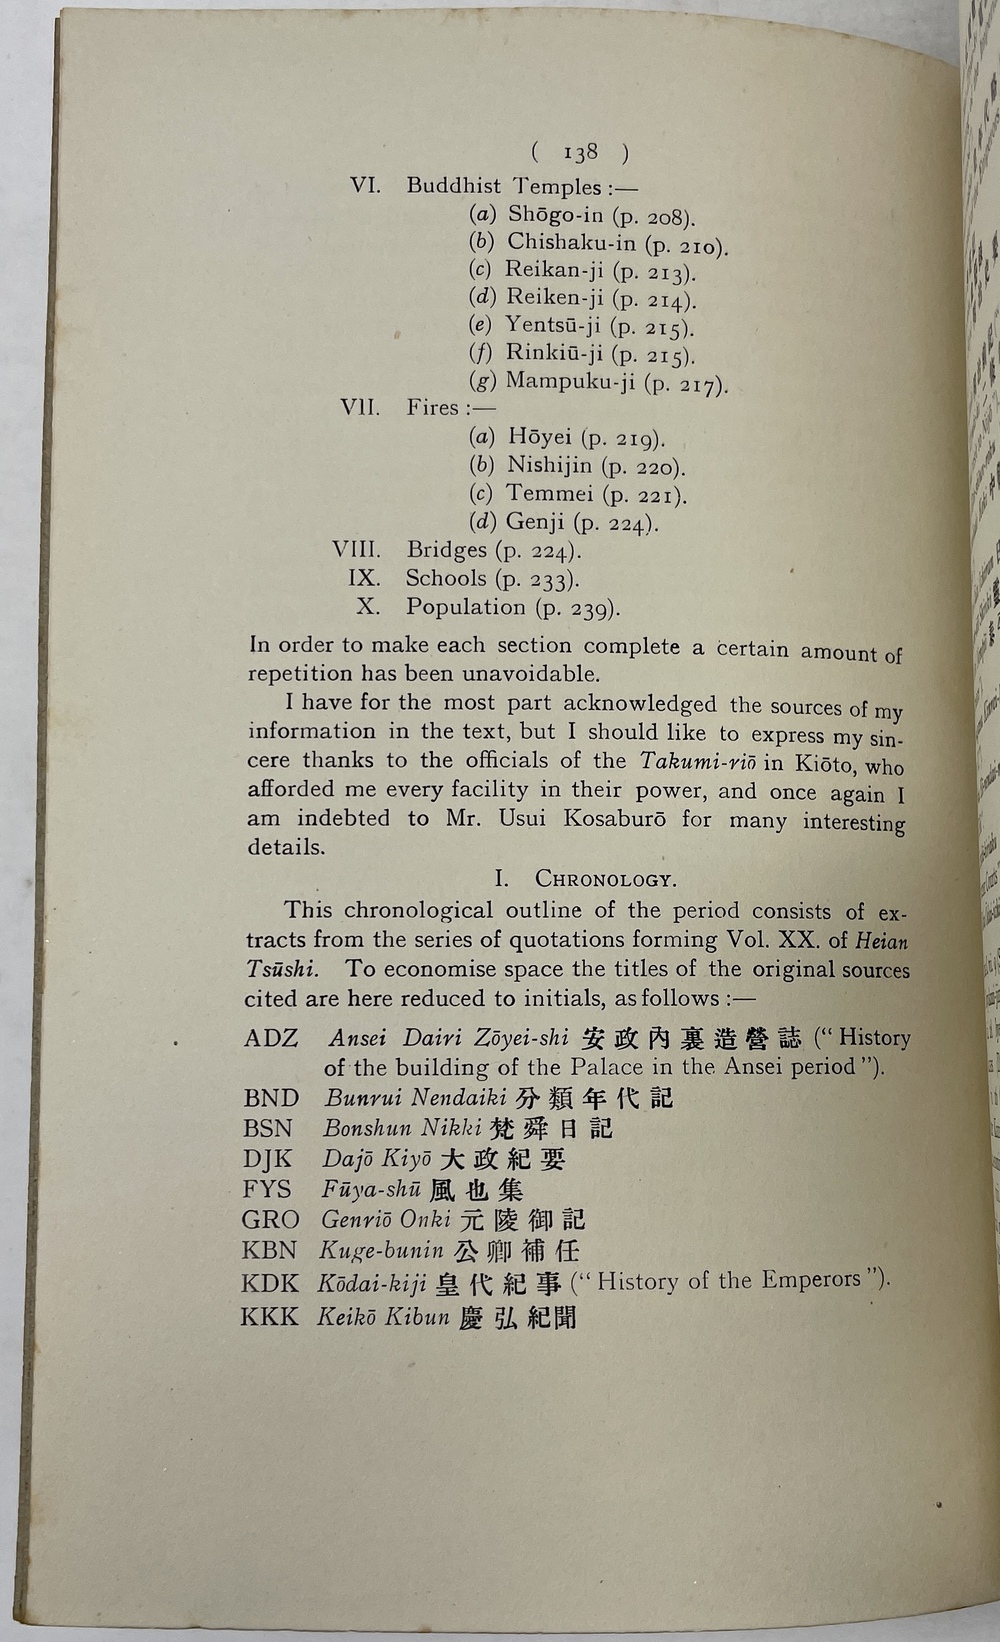 ( 138 )
VI. Buddhist Temples :—
(a) Shōgo-in (p. 208).
(b) Chishaku-in (p. 210).
(c) Reikan-ji (p. 213).
(d) Reiken-ji (p. 214).
(e) Yentsū-ji (p. 215).
(f) Rinkiū-ji (p. 215).
(g) Mampuku-ji (p. 217).
VII. Fires :—
(a) Hōyei (p. 219).
(b) Nishijin (p. 220).
(c) Temmei (p. 221).
(d) Genji (p. 224).
VIII. Bridges (p. 224).
IX. Schools (p. 233).
X. Population (p. 239).
In order to make each section complete a certain amount of
repetition has been unavoidable.
I have for the most part acknowledged the sources of my
information in the text, but I should like to express my sin-
cere thanks to the officials of the Takumi-riō in Kiōto, who
afforded me every facility in their power, and once again I
am indebted to Mr. Usui Kosaburō for many interesting
details.
I. CHRONOLOGY.
This chronological outline of the period consists of ex-
tracts from the series of quotations forming Vol. XX. of Heian
Tsūshi. To economise space the titles of the original sources
cited are here reduced to initials, as follows :—
ADZ Ansei Dairi Zōyei-shi 安政內裏造營誌 (“ History
of the building of the Palace in the Ansei period ”).
BND Bunrui Nendaiki 分類年代記
BSN Bonshun Nikki 梵舜日記
DJK Dajō Kiyō 大政紀要
FYS Fūya-shū 風也集
GRO Genriō Onki 元陵御記
KBN Kuge-bunin 公卿補任
KDK Kōdai-kiji 皇代紀事 (“ History of the Emperors ”).
KKK Keikō Kibun 慶弘紀聞